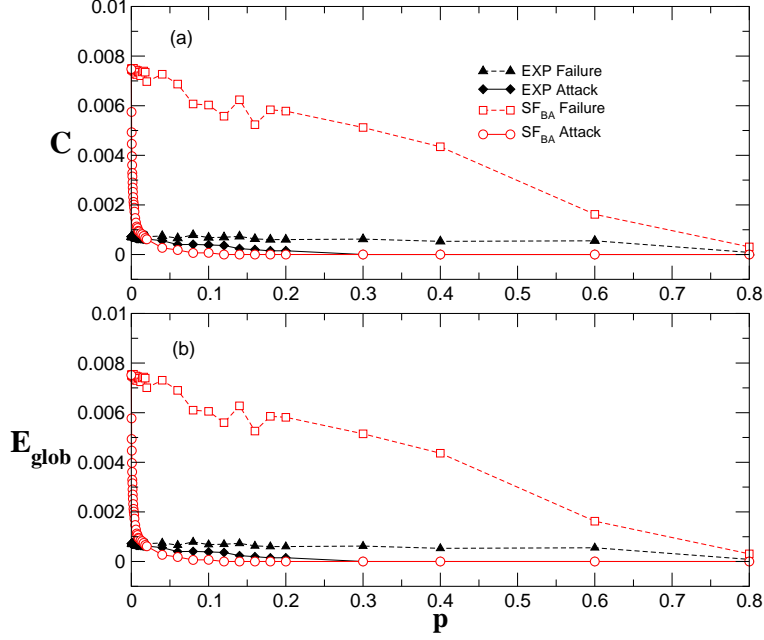 0.01
(a)
0.008
EXP Failure
EXP Attack
0.006
SF_BA Failure
C
SF_BA Attack
0.004
0.002
0
0 0.1 0.2 0.3 0.4 0.5 0.6 0.7 0.8
0.01
(b)
0.008
0.006
E_glob
0.004
0.002
0
0 0.1 0.2 0.3 0.4 0.5 0.6 0.7 0.8
p